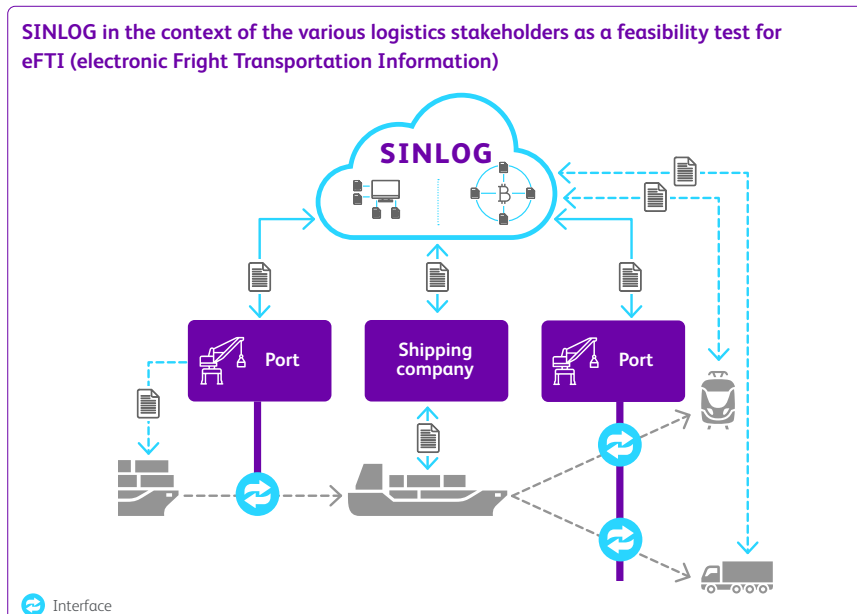 SINLOG in the context of the various logistics stakeholders as a feasibility test for
eFTI (electronic Fright Transportation Information)
SINLOG
Port
Shipping
company
Port
Interface